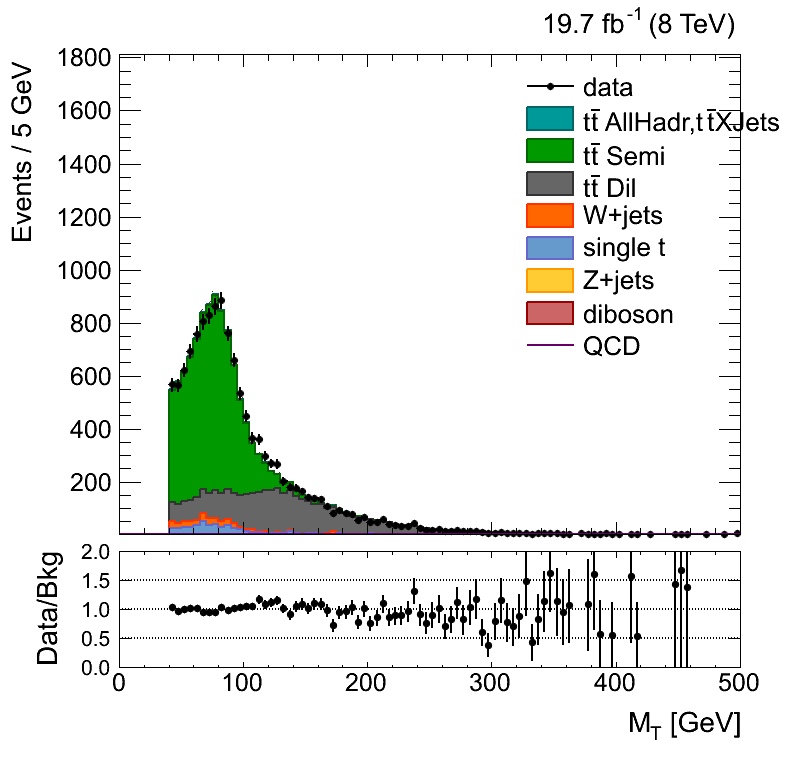 19.7 fb⁻¹ (8 TeV)
Events / 5 GeV
1800
1600
1400
1200
1000
800
600
400
200
data
tt̄ AllHadr,t t̄XJets
tt̄ Semi
tt̄ Dil
W+jets
single t
Z+jets
diboson
QCD
Data/Bkg
2.0
1.5
1.0
0.5
0.0
0 100 200 300 400 500
M_T [GeV]